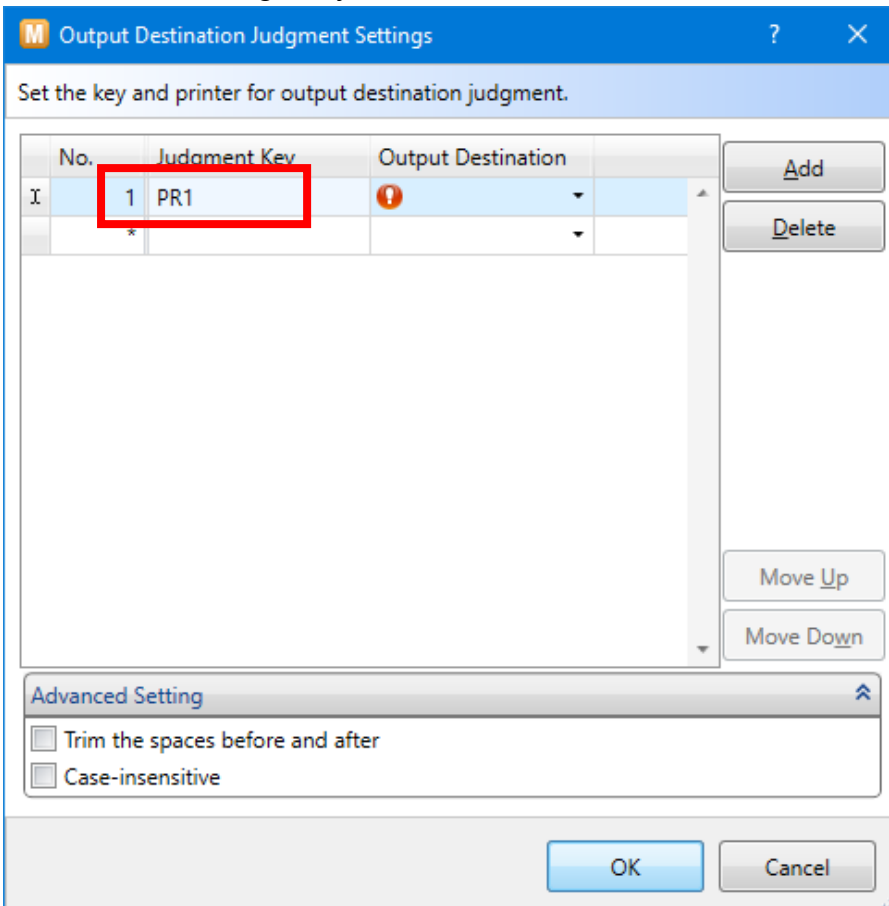 M Output Destination Judgment Settings ? ×
Set the key and printer for output destination judgment.
No. Judgment Key Output Destination
Add
1 PR1
Delete
*
Move Up
Move Down
Advanced Setting
Trim the spaces before and after
Case-insensitive
OK Cancel